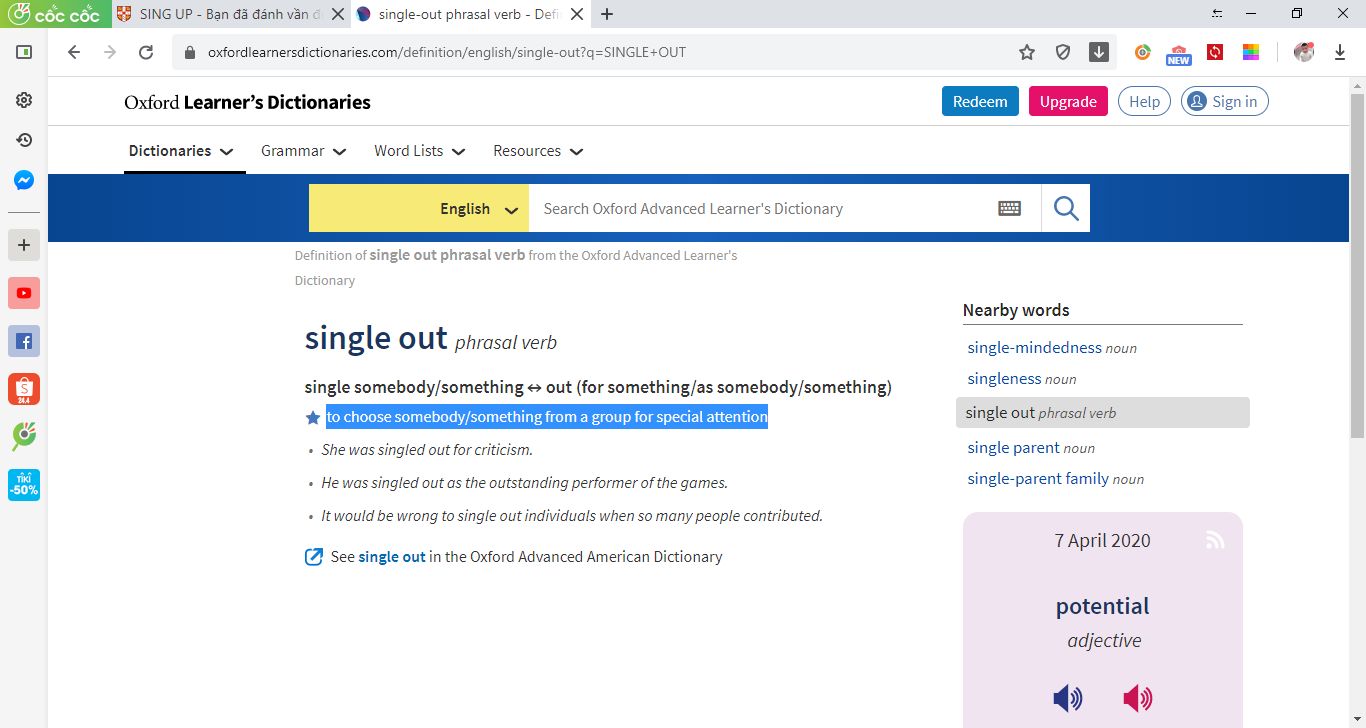 cốc cốc
SING UP - Bạn đã đánh vần đ
single-out phrasal verb - Defi
oxfordlearnersdictionaries.com/definition/english/single-out?q=SINGLE+OUT
NEW
Oxford Learner's Dictionaries
Redeem
Upgrade
Help
Sign in
Dictionaries
Grammar
Word Lists
Resources
English
Search Oxford Advanced Learner's Dictionary
Definition of single out phrasal verb from the Oxford Advanced Learner's
Dictionary
single out phrasal verb
single somebody/something ↔ out (for something/as somebody/something)
to choose somebody/something from a group for special attention
• She was singled out for criticism.
• He was singled out as the outstanding performer of the games.
• It would be wrong to single out individuals when so many people contributed.
See single out in the Oxford Advanced American Dictionary
Nearby words
single-mindedness noun
singleness noun
single out phrasal verb
single parent noun
single-parent family noun
7 April 2020
potential
adjective
S
24.4
TIKI
-50%